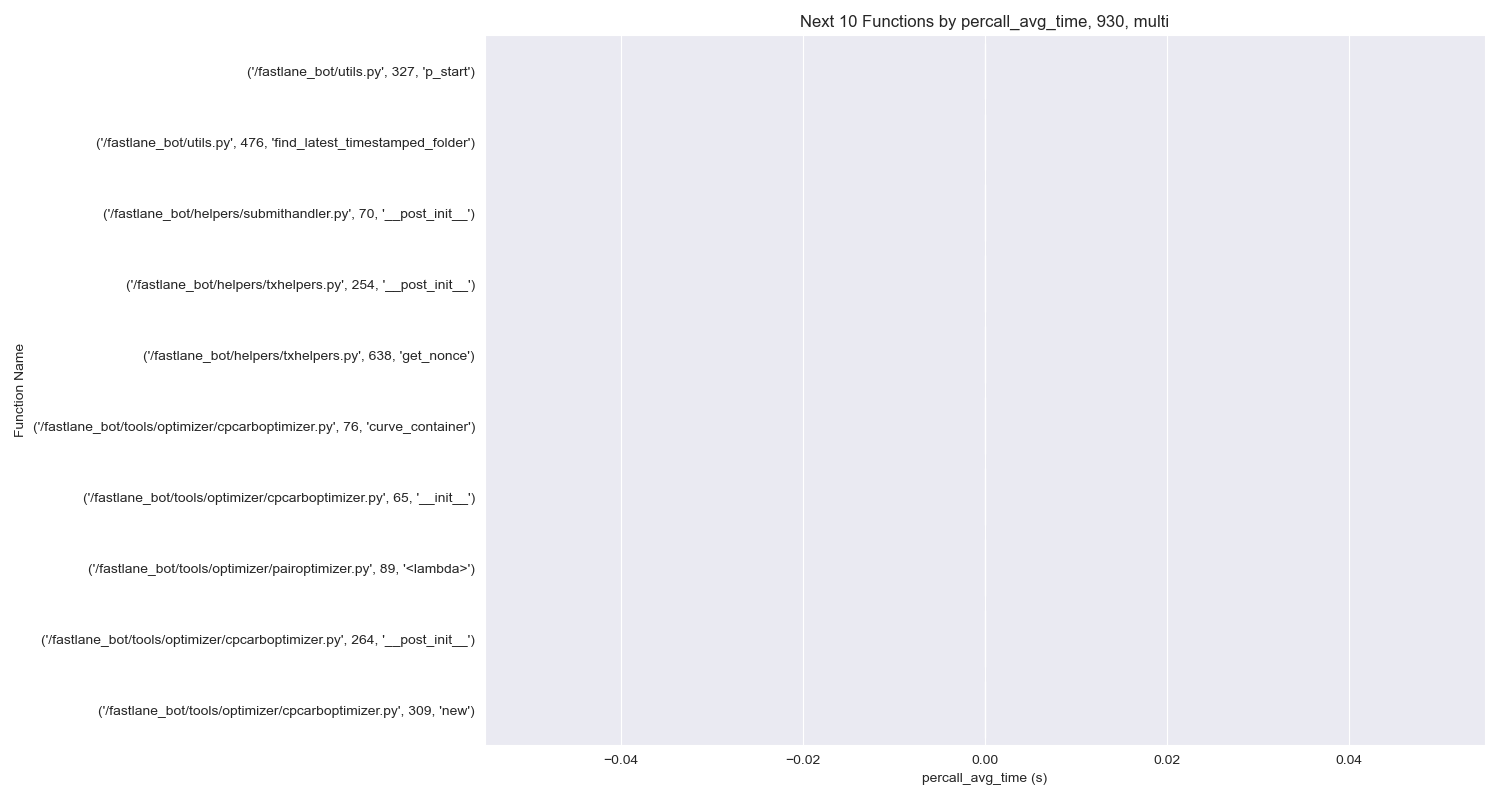 Next 10 Functions by percall_avg_time, 930, multi
('/fastlane_bot/utils.py', 327, 'p_start')
('/fastlane_bot/utils.py', 476, 'find_latest_timestamped_folder')
('/fastlane_bot/helpers/submithandler.py', 70, '__post_init__')
('/fastlane_bot/helpers/txhelpers.py', 254, '__post_init__')
('/fastlane_bot/helpers/txhelpers.py', 638, 'get_nonce')
('/fastlane_bot/tools/optimizer/cpcarboptimizer.py', 76, 'curve_container')
('/fastlane_bot/tools/optimizer/cpcarboptimizer.py', 65, '__init__')
('/fastlane_bot/tools/optimizer/pairoptimizer.py', 89, '<lambda>')
('/fastlane_bot/tools/optimizer/cpcarboptimizer.py', 264, '__post_init__')
('/fastlane_bot/tools/optimizer/cpcarboptimizer.py', 309, 'new')
Function Name
−0.04 −0.02 0.00 0.02 0.04
percall_avg_time (s)